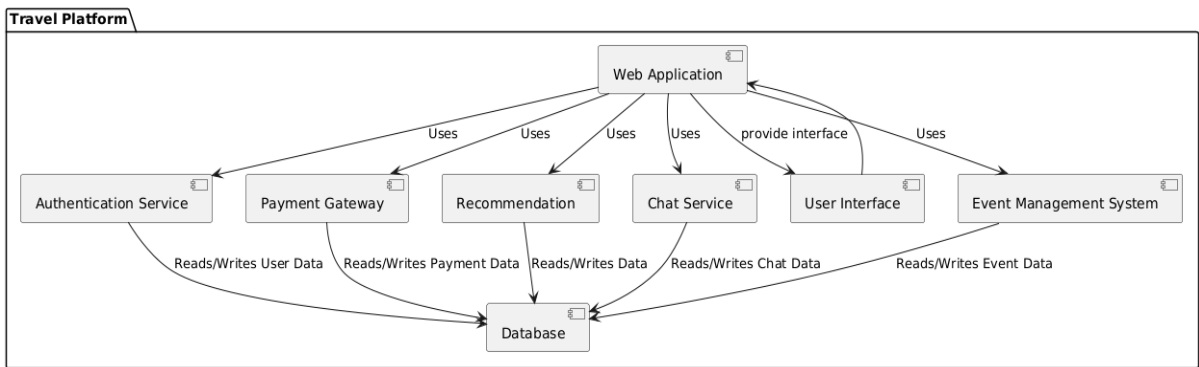 Travel Platform
Web Application
Uses
Uses
Uses
Uses
provide interface
Uses
Authentication Service
Payment Gateway
Recommendation
Chat Service
User Interface
Event Management System
Reads/Writes User Data
Reads/Writes Payment Data
Reads/Writes Data
Reads/Writes Chat Data
Reads/Writes Event Data
Database